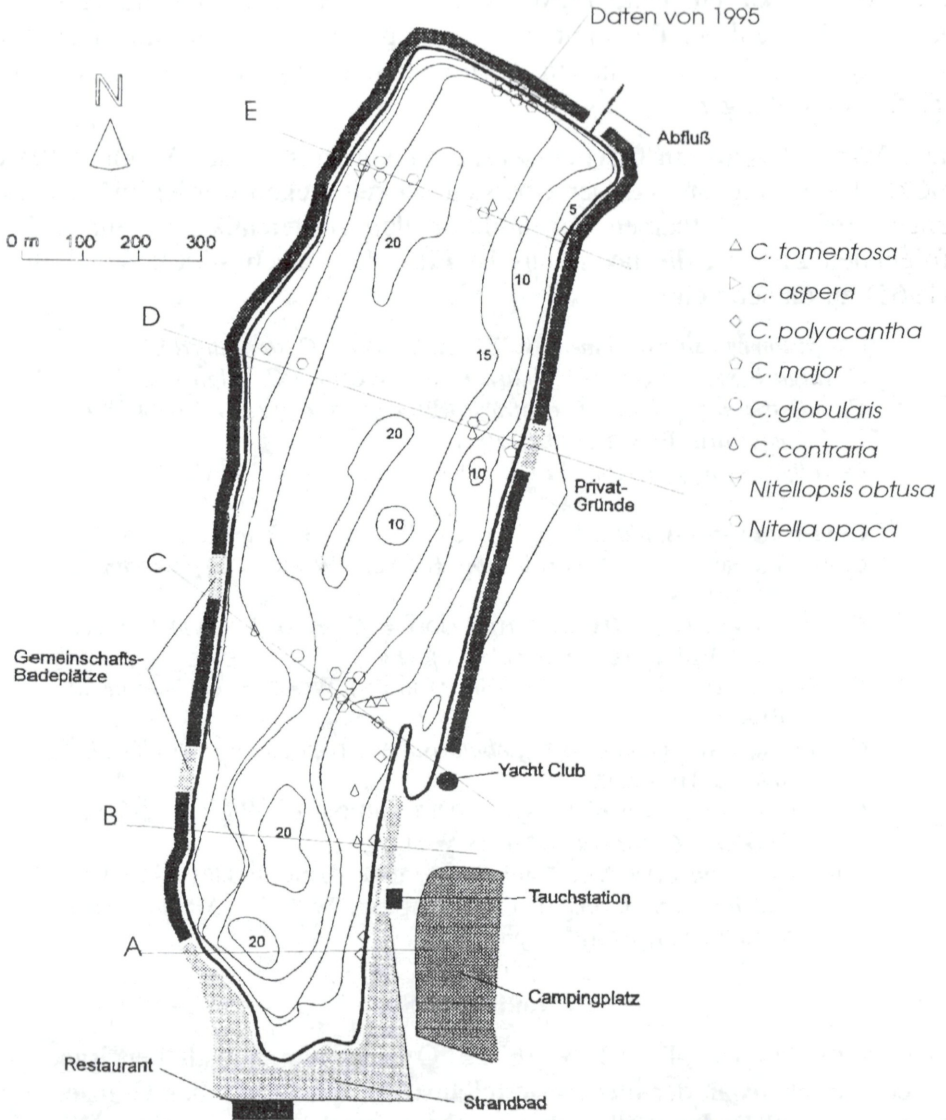 Daten von 1995
N
E
Abfluß
5
0 m 100 200 300
20
C. tomentosa
10
C. aspera
D
C. polyacantha
15
C. major
C. globularis
20
C. contraria
10
Privat-
Gründe
Nitellopsis obtusa
10
Nitella opaca
C
Gemeinschafts-
Badeplätze
Yacht Club
B
20
Tauchstation
A
20
Campingplatz
Restaurant
Strandbad